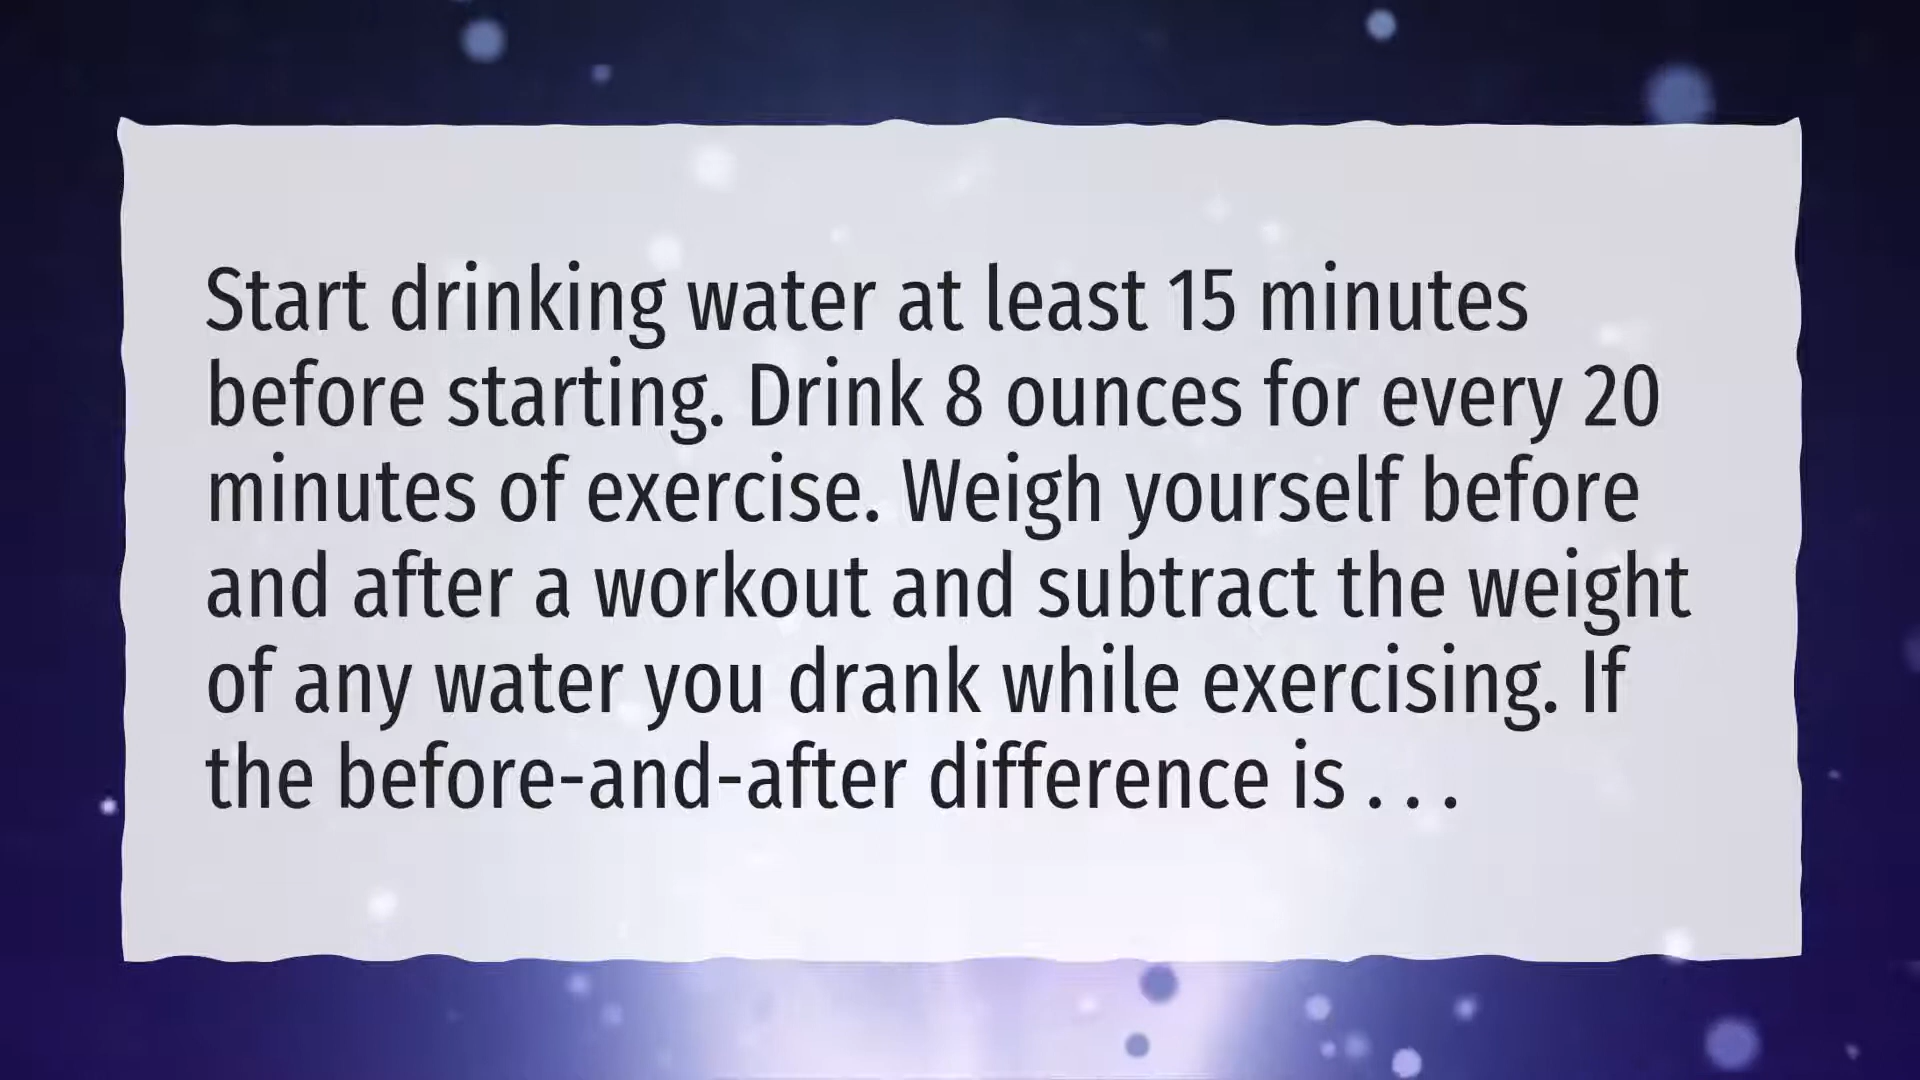 Start drinking water at least 15 minutes
before starting. Drink 8 ounces for every 20
minutes of exercise. Weigh yourself before
and after a workout and subtract the weight
of any water you drank while exercising. If
the before-and-after difference is . . .